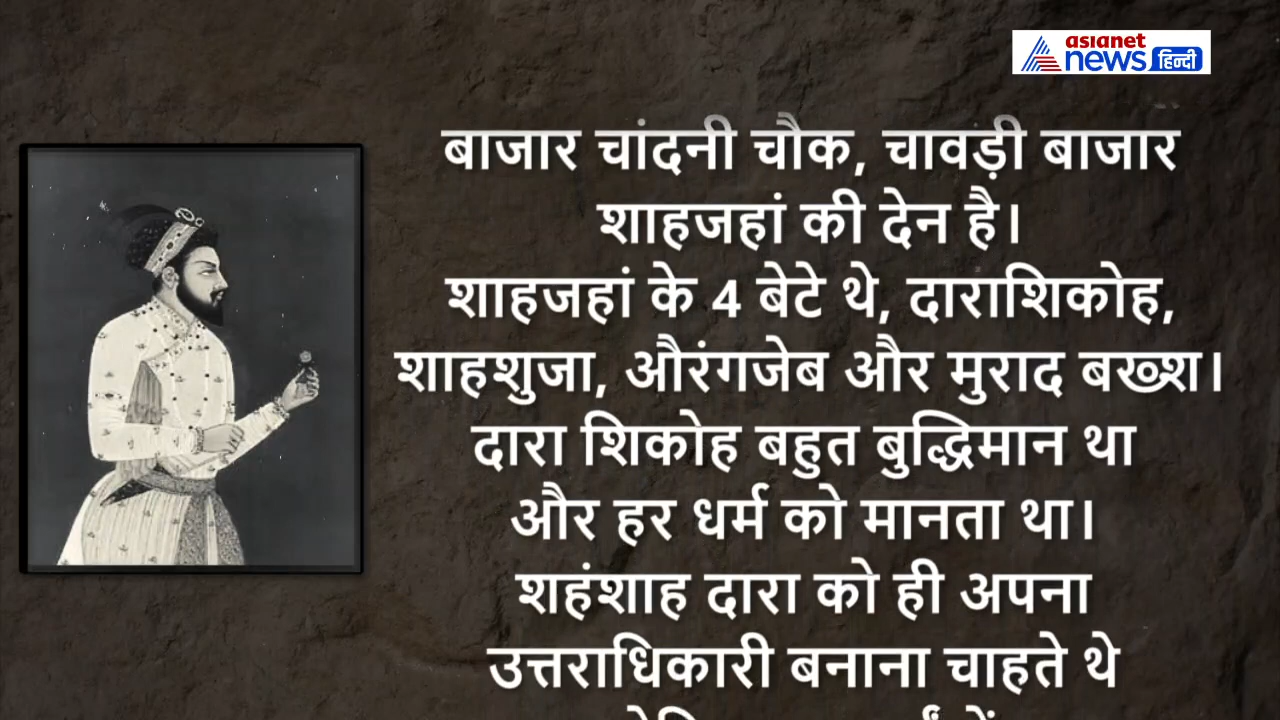 asianet
news हिन्दी
बाजार चांदनी चौक, चावड़ी बाजार
शाहजहां की देन है।
शाहजहां के 4 बेटे थे, दाराशिकोह,
शाहशुजा, औरंगजेब और मुराद बख्श।
दारा शिकोह बहुत बुद्धिमान था
और हर धर्म को मानता था।
शहंशाह दारा को ही अपना
उत्तराधिकारी बनाना चाहते थे